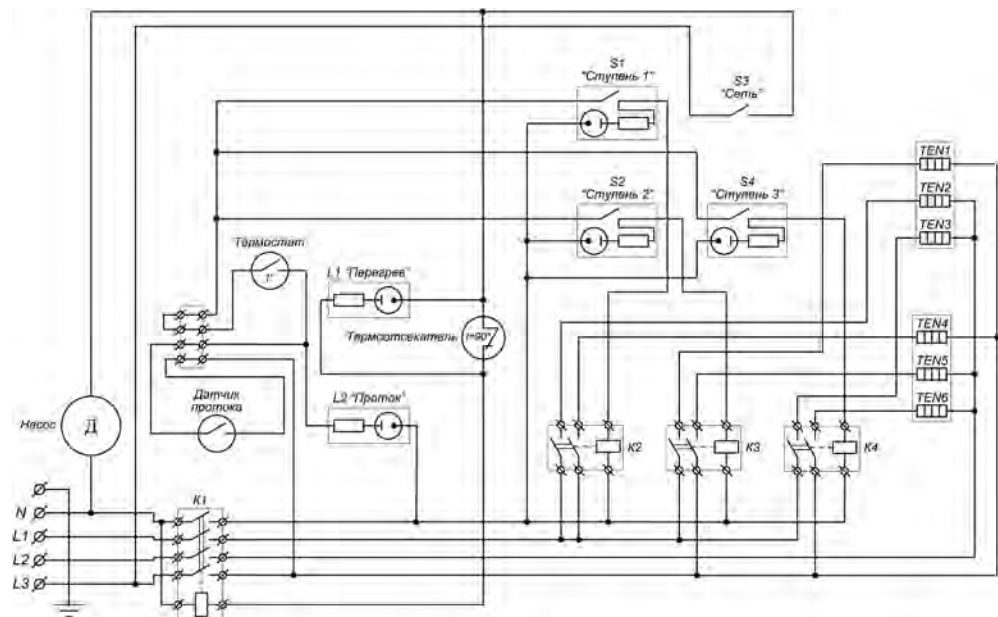 S1
"Ступень 1"
S3
"Сеть"
TEN1
S2
"Ступень 2"
S4
"Ступень 3"
TEN2
TEN3
Термостат
t°
L1 "Перегрев"
Термоотсекатель
t=90°
TEN4
Датчик
протока
L2 "Проток"
TEN5
TEN6
Насос
Д
K2
K3
K4
K1
N
L1
L2
L3